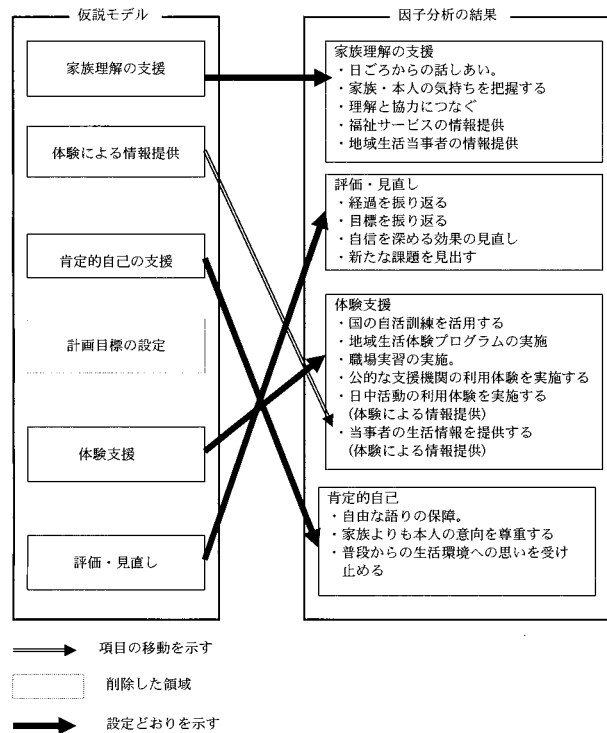 仮説モデル
家族理解の支援
体験による情報提供
肯定的自己の支援
計画目標の設定
体験支援
評価・見直し
因子分析の結果
家族理解の支援
・日ごろからの話しあい。
・家族・本人の気持ちを把握する
・理解と協力につなぐ
・福祉サービスの情報提供
・地域生活当事者の情報提供
評価・見直し
・経過を振り返る
・目標を振り返る
・自信を深める効果の見直し
・新たな課題を見出す
体験支援
・国の自活訓練を活用する
・地域生活体験プログラムの実施
・職場実習の実施。
・公的な支援機関の利用体験を実施する
・日中活動の利用体験を実施する
(体験による情報提供)
・当事者の生活情報を提供する
(体験による情報提供)
肯定的自己
・自由な語りの保障。
・家族よりも本人の意向を尊重する
・普段からの生活環境への思いを受け
止める
項目の移動を示す
削除した領域
設定どおりを示す